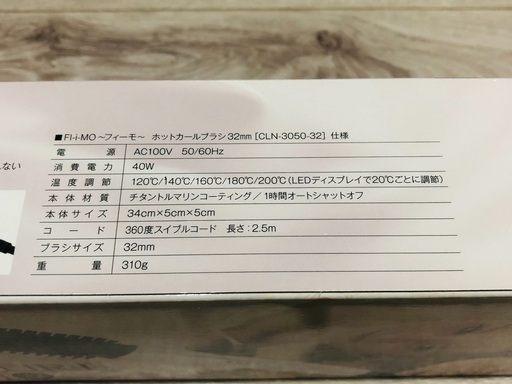 ■FI-i-MO ~フィーモ~ ホットカールブラシ32mm [CLN-3050-32] 仕様
電源 AC100V 50/60Hz
消費電力 40W
温度調節 120℃/140℃/160℃/180℃/200℃(LEDディスプレイで20℃ごとに調節)
本体材質 チタントルマリンコーティング/1時間オートシャットオフ
本体サイズ 34cm×5cm×5cm
コード 360度スイブルコード 長さ:2.5m
ブラシサイズ 32mm
重量 310g